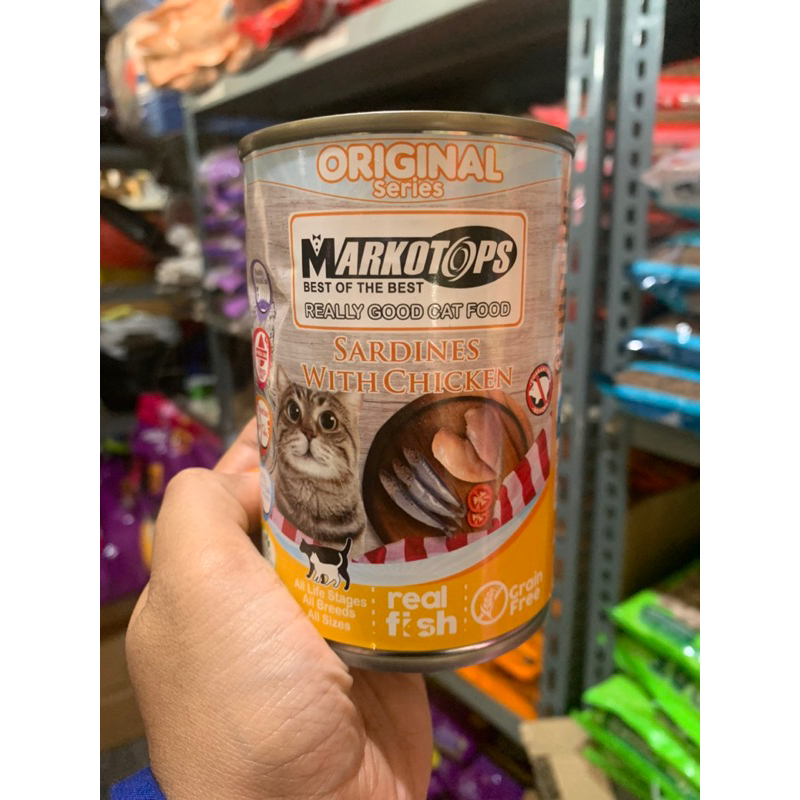 ORIGINAL
Series
MARKOTOPS
BEST OF THE BEST
REALLY GOOD CAT FOOD
SARDINES
WITH CHICKEN
All Life Stages
All Breeds
All Sizes
real
fish
Grain
Free